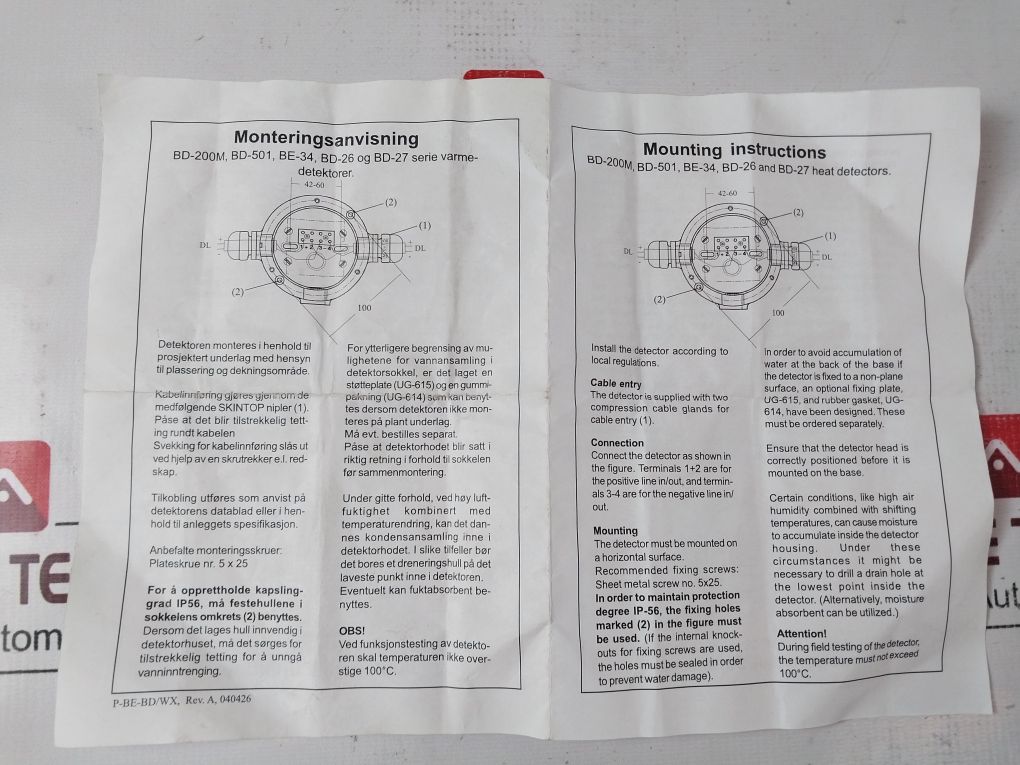 Monteringsanvisning
BD-200M, BD-501, BE-34, BD-26 og BD-27 serie varme-
detektorer.
42-60
(2)
(1)
DL
DL
(2)
100
Detektoren monteres i henhold til
prosjektert underlag med hensyn
til plassering og dekningsområde.
Kabelinnføring gjøres gjennom de
medfølgende SKINTOP nipler (1).
Påse at det blir tilstrekkelig tett-
ing rundt kabelen
Svekking for kabelinnføring slås ut
ved hjelp av en skrutrekker e.l. red-
skap.
Tilkobling utføres som anvist på
detektorens datablad eller i hen-
hold til anleggets spesifikasjon.
Anbefalte monteringsskruer:
Plateskrue nr. 5 x 25
For å opprettholde kapsling-
grad IP56, må festehullene i
sokkelens omkrets (2) benyttes.
Dersom det lages hull innvendig i
detektorhuset, må det sørges for
tilstrekkelig tetting for å unngå
vanninntrenging.
For ytterligere begrensing av mu-
lighetene for vannansamling i
detektorsokkel, er det laget en
støtteplate (UG-615) og en gummi-
pakning (UG-614) som kan benyt-
tes dersom detektoren ikke mon-
teres på plant underlag.
Må evt. bestilles separat.
Påse at detektorhodet blir satt i
riktig retning i forhold til sokkelen
før sammenmontering.
Under gitte forhold, ved høy luft-
fuktighet kombinert med
temperaturendring, kan det dan-
nes kondensansamling inne i
detektorhodet. I slike tilfeller bør
det bores et dreneringshull på det
laveste punkt inne i detektoren.
Eventuelt kan fuktabsorbent be-
nyttes.
OBS!
Ved funksjonstesting av detekto-
ren skal temperaturen ikke over-
stige 100°C.
P-BE-BD/WX, Rev. A, 040426
Mounting instructions
BD-200M, BD-501, BE-34, BD-26 and BD-27 heat detectors.
42-60
(2)
(1)
DL
DL
(2)
100
Install the detector according to
local regulations.
Cable entry
The detector is supplied with two
compression cable glands for
cable entry (1).
Connection
Connect the detector as shown in
the figure. Terminals 1+2 are for
the positive line in/out, and termin-
als 3-4 are for the negative line in/
out.
Mounting
The detector must be mounted on
a horizontal surface.
Recommended fixing screws:
Sheet metal screw no. 5x25.
In order to maintain protection
degree IP-56, the fixing holes
marked (2) in the figure must
be used. (If the internal knock-
outs for fixing screws are used,
the holes must be sealed in order
to prevent water damage).
In order to avoid accumulation of
water at the back of the base if
the detector is fixed to a non-plane
surface, an optional fixing plate,
UG-615, and rubber gasket, UG-
614, have been designed. These
must be ordered separately.
Ensure that the detector head is
correctly positioned before it is
mounted on the base.
Certain conditions, like high air
humidity combined with shifting
temperatures, can cause moisture
to accumulate inside the detector
housing. Under these
circumstances it might be
necessary to drill a drain hole at
the lowest point inside the
detector. (Alternatively, moisture
absorbent can be utilized.)
Attention!
During field testing of the detector,
the temperature must not exceed
100°C.
TE
tom
Aut